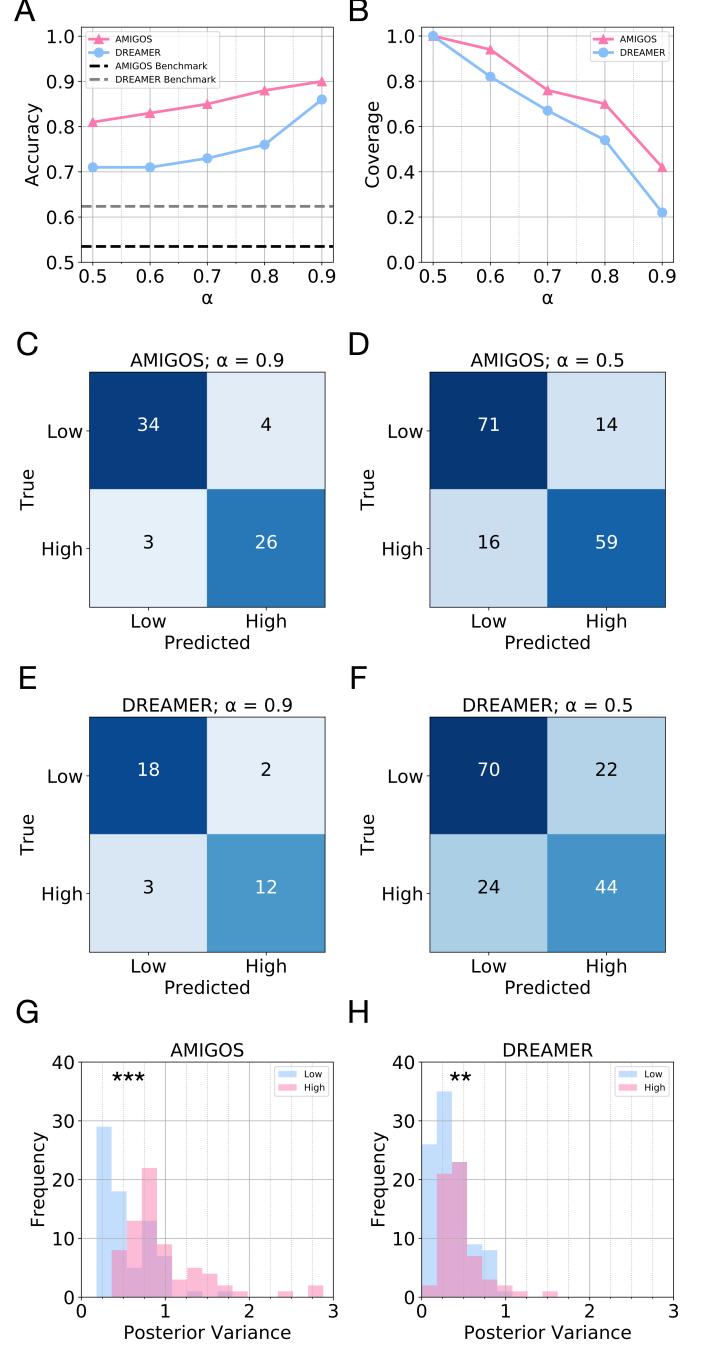 A
B
1.0
0.9
0.8
0.7
0.6
0.5
Accuracy
AMIGOS
DREAMER
AMIGOS Benchmark
DREAMER Benchmark
0.5 0.6 0.7 0.8 0.9
α
1.0
0.8
0.6
0.4
0.2
0.0
Coverage
AMIGOS
DREAMER
0.5 0.6 0.7 0.8 0.9
α
C
AMIGOS; α = 0.9
True
Low
High
34 4
3 26
Low High
Predicted
D
AMIGOS; α = 0.5
True
Low
High
71 14
16 59
Low High
Predicted
E
DREAMER; α = 0.9
True
Low
High
18 2
3 12
Low High
Predicted
F
DREAMER; α = 0.5
True
Low
High
70 22
24 44
Low High
Predicted
G
AMIGOS
***
Low
High
40
30
20
10
0
Frequency
0 1 2 3
Posterior Variance
H
DREAMER
**
Low
High
40
30
20
10
0
Frequency
0 1 2 3
Posterior Variance